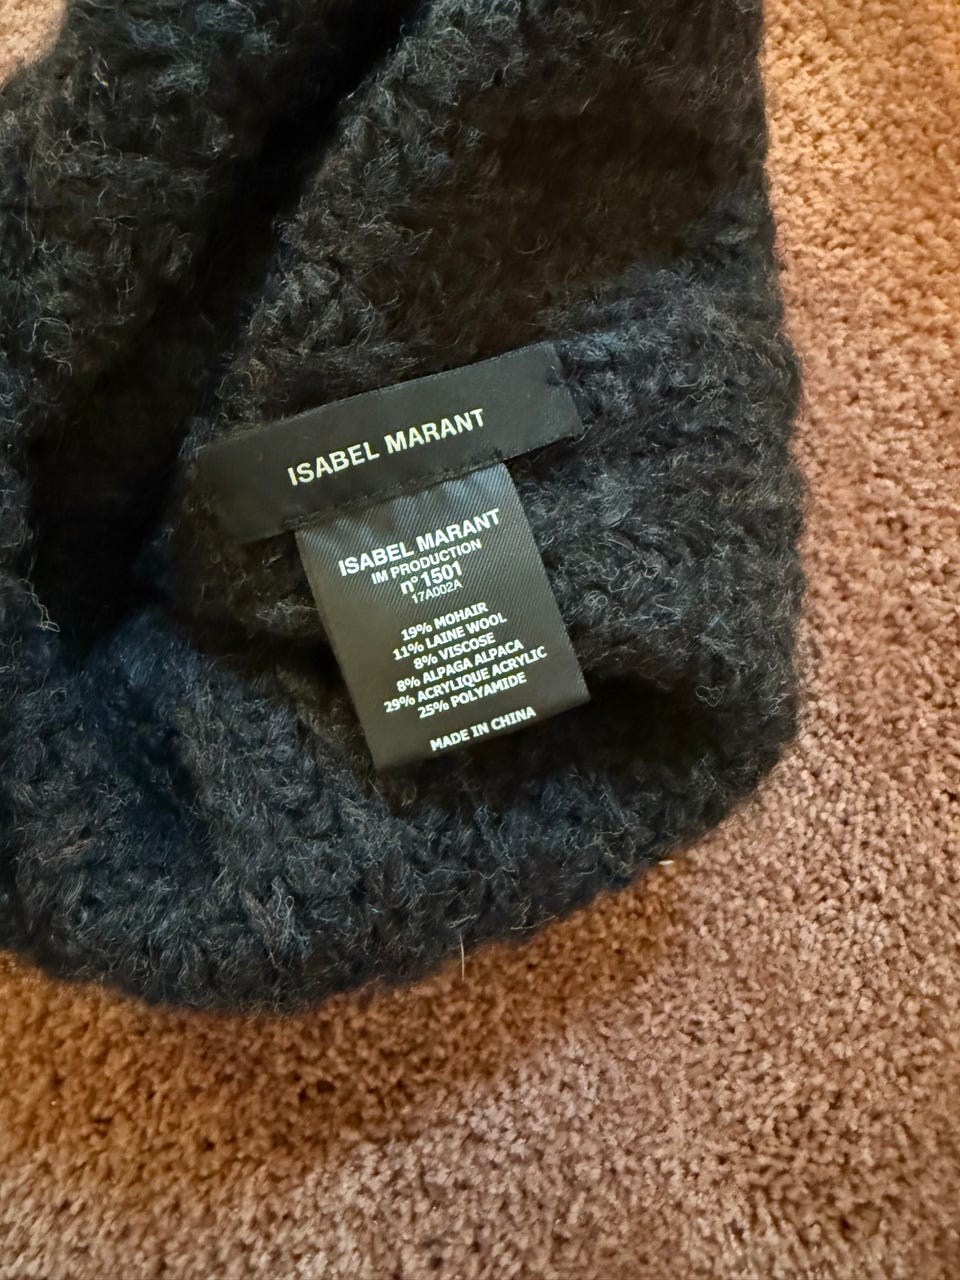 ISABEL MARANT
ISABEL MARANT
IM PRODUCTION
n°1501
17A002A
19% MOHAIR
11% LAINE WOOL
8% VISCOSE
8% ALPAGA ALPACA
29% ACRYLIQUE ACRYLIC
25% POLYAMIDE
MADE IN CHINA